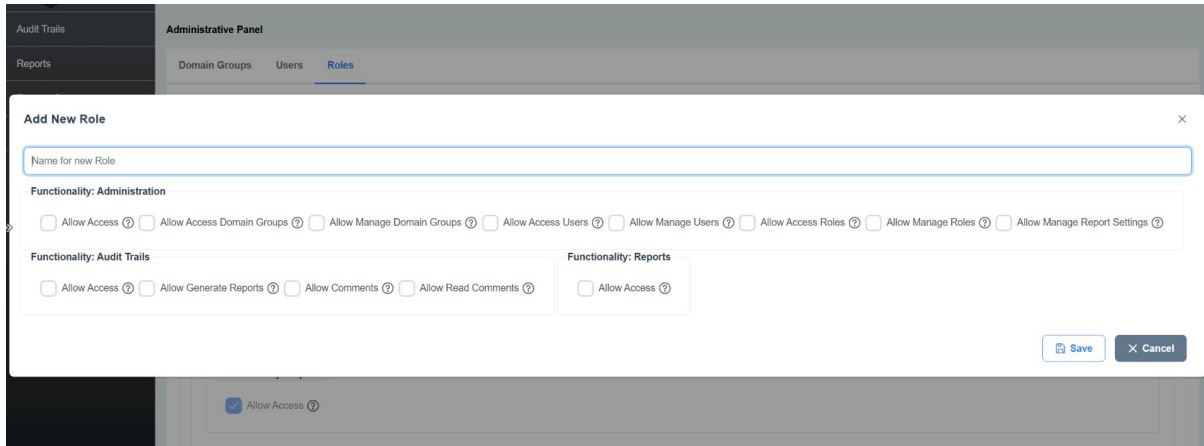 Audit Trails
Administrative Panel
Reports
Domain Groups Users Roles
Add New Role
Name for new Role
Functionality: Administration
Allow Access Allow Access Domain Groups Allow Manage Domain Groups Allow Access Users Allow Manage Users Allow Access Roles Allow Manage Roles Allow Manage Report Settings
Functionality: Audit Trails Functionality: Reports
Allow Access Allow Generate Reports Allow Comments Allow Read Comments Allow Access
Save Cancel
Allow Access